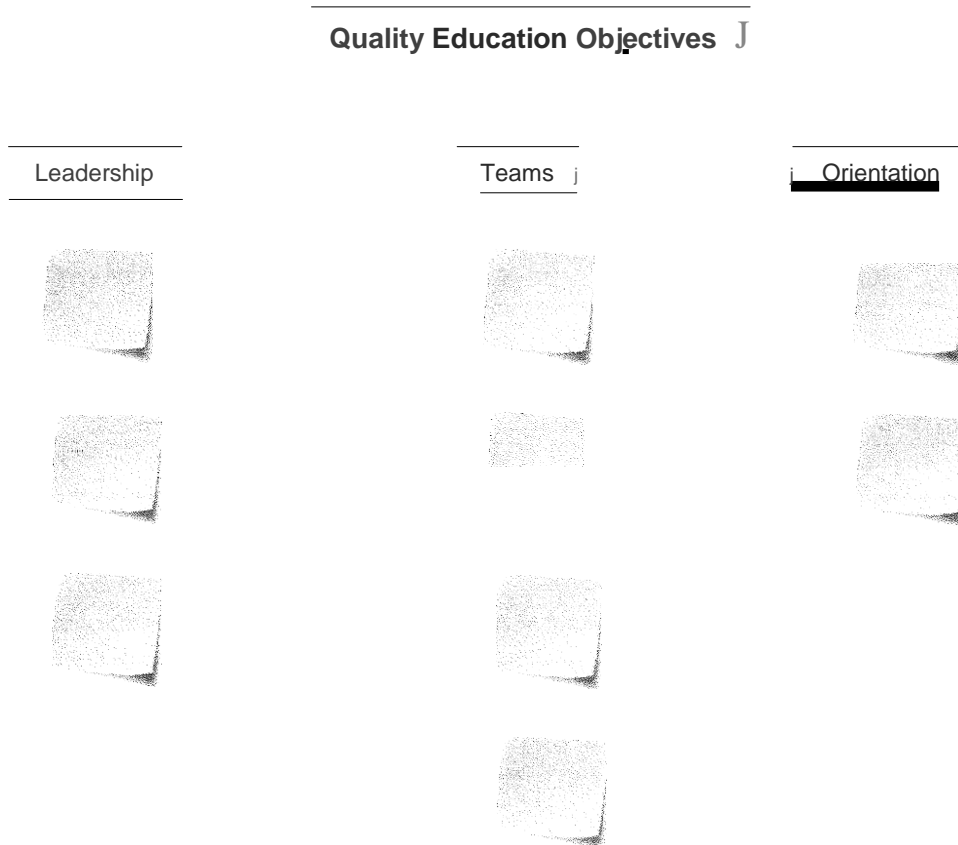 Quality Education Objectives J
Leadership
Teams j
j Orientation